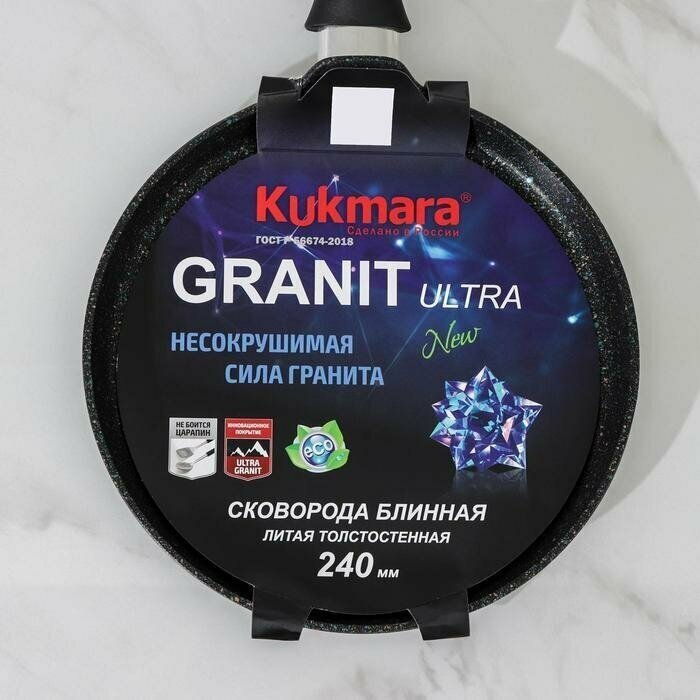 Kukmara®
Сделано в России
ГОСТ Р 56674-2018
GRANIT ULTRA
New
НЕСОКРУШИМАЯ
СИЛА ГРАНИТА
НЕ БОИТСЯ
ЦАРАПИН
ИННОВАЦИОННОЕ
ПОКРЫТИЕ
ULTRA
GRANIT
eco
СКОВОРОДА БЛИННАЯ
ЛИТАЯ ТОЛСТОСТЕННАЯ
240 мм